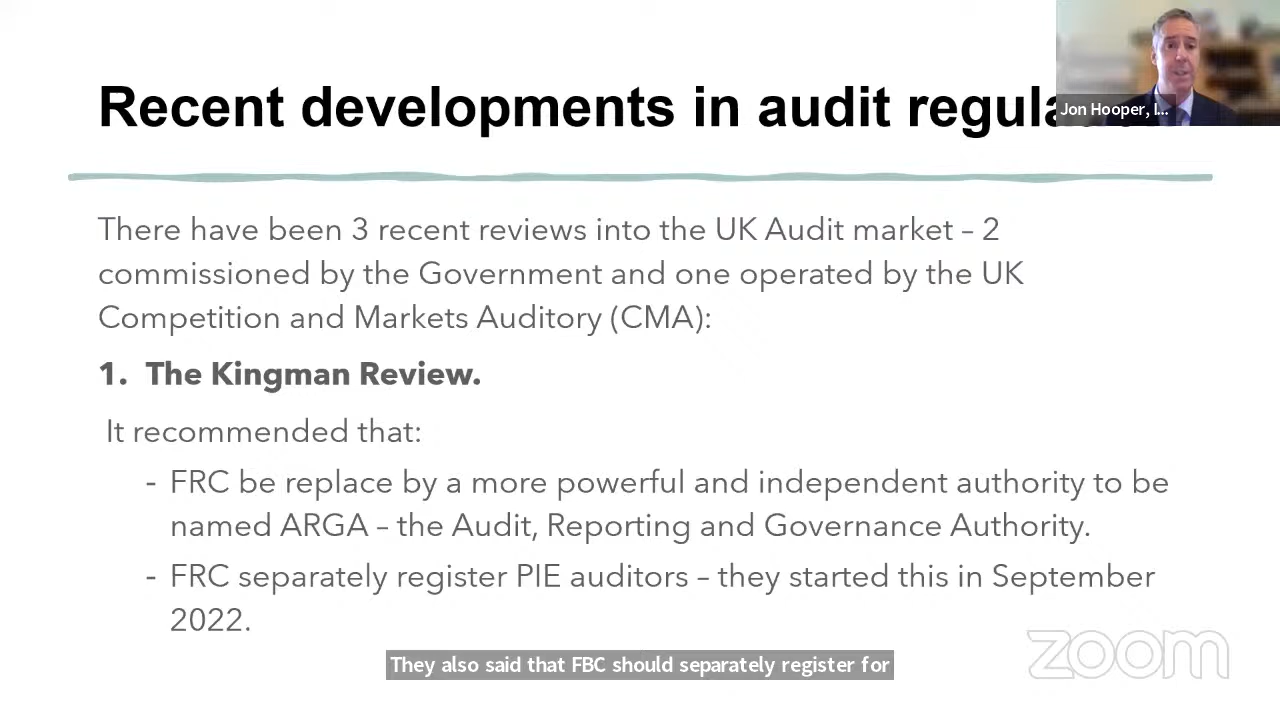 Recent developments in audit regula
Jon Hooper, I...
There have been 3 recent reviews into the UK Audit market – 2
commissioned by the Government and one operated by the UK
Competition and Markets Auditory (CMA):
1. The Kingman Review.
It recommended that:
- FRC be replace by a more powerful and independent authority to be
named ARGA – the Audit, Reporting and Governance Authority.
- FRC separately register PIE auditors – they started this in September
2022.
They also said that FBC should separately register for
zoom